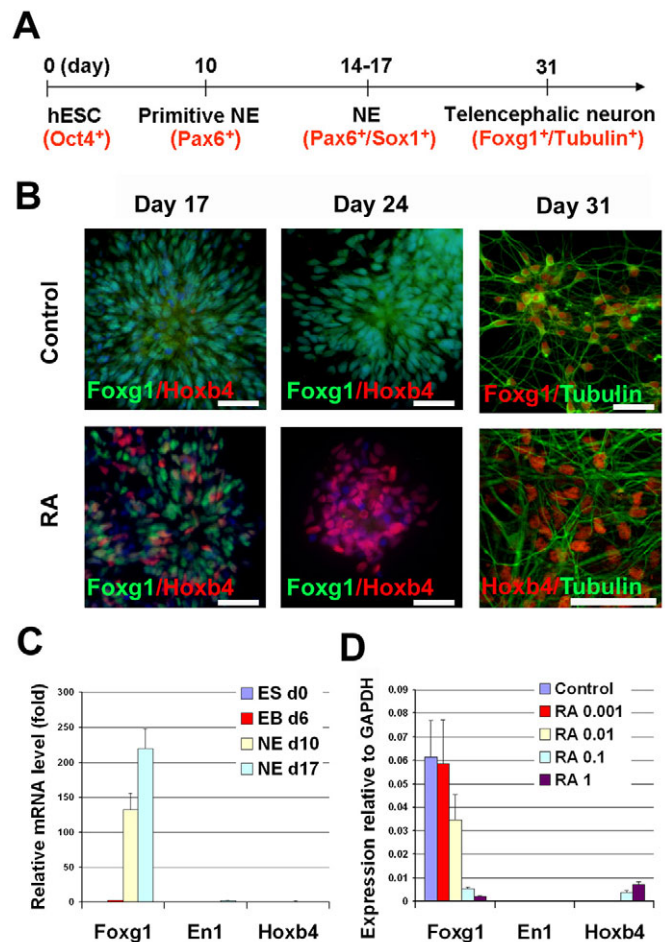 A
0 (day) 10 14-17 31
hESC Primitive NE NE Telencephalic neuron
(Oct4+) (Pax6+) (Pax6+/Sox1+) (Foxg1+/Tubulin+)
B
Day 17 Day 24 Day 31
Control
Foxg1/Hoxb4 Foxg1/Hoxb4 Foxg1/Tubulin
RA
Foxg1/Hoxb4 Foxg1/Hoxb4 Hoxb4/Tubulin
C
Relative mRNA level (fold)
300
250
200
150
100
50
0
ES d0
EB d6
NE d10
NE d17
Foxg1 En1 Hoxb4
D
Expression relative to GAPDH
0.09
0.08
0.07
0.06
0.05
0.04
0.03
0.02
0.01
0
Control
RA 0.001
RA 0.01
RA 0.1
RA 1
Foxg1 En1 Hoxb4